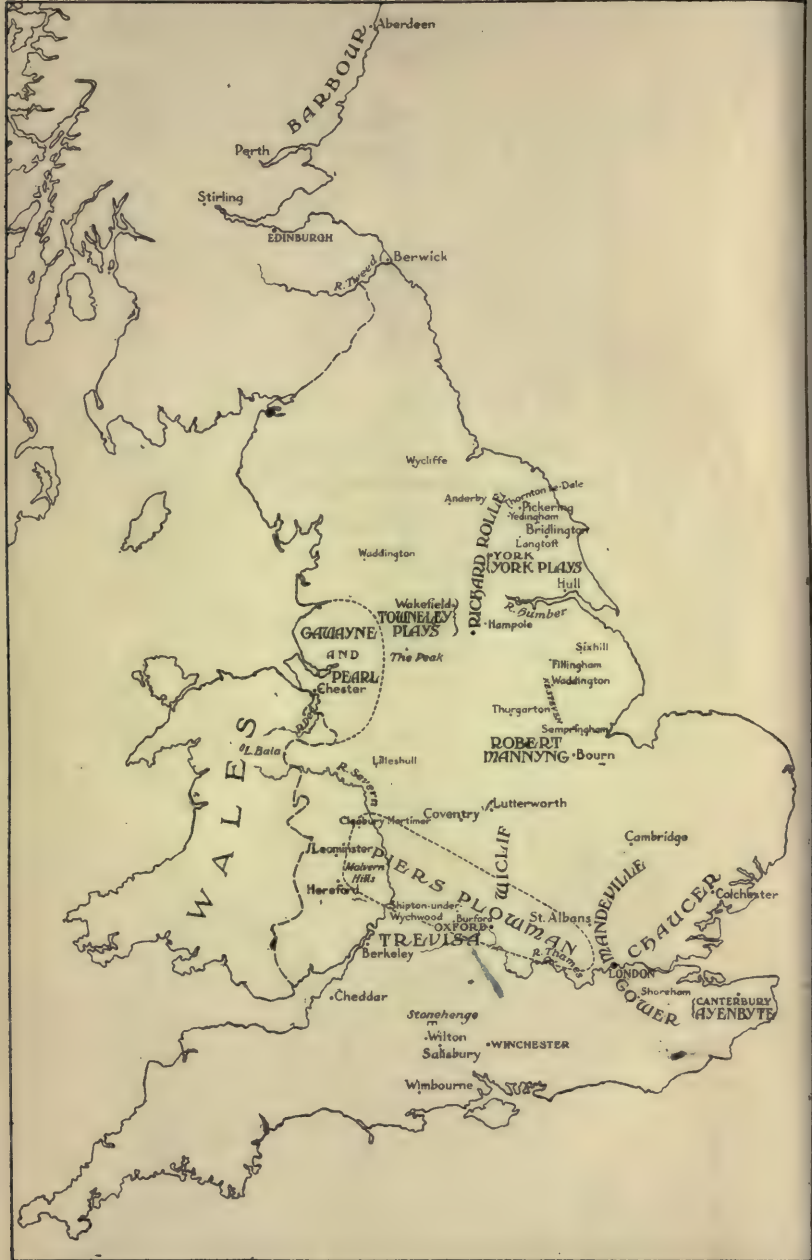 Aberdeen
BARBOUR
Perth
Stirling
EDINBURGH
Berwick
R. Tweed
Wycliffe
Anderby
Thornton-le-Dale
Pickering
Yedingham
Bridlington
Langtoft
RICHARD ROLLE
YORK
YORK PLAYS
Waddington
Hull
Wakefield
TOWNELEY
PLAYS
R. Humber
Hampole
GAWAYNE
AND
PEARL
The Peak
Sixhill
Fillingham
Waddington
Chester
R. Dee
KESTEVEN
Thurgarton
Sempringham
WALES
L. Bala
ROBERT
MANNYNG
Bourn
Lilleshull
R. Severn
Cleobury Mortimer
Coventry
Lutterworth
WICLIF
Cambridge
Leominster
Malvern
Hills
PIERS PLOWMAN
Hereford
MANDEVILLE
CHAUCER
Colchester
Shipton-under-
Wychwood
Burford
St. Albans
OXFORD
TREVISA
R. Thames
Berkeley
LONDON
GOWER
Shoreham
CANTERBURY
AYENBYTE
Cheddar
Stonehenge
Wilton
Salisbury
WINCHESTER
Wimbourne